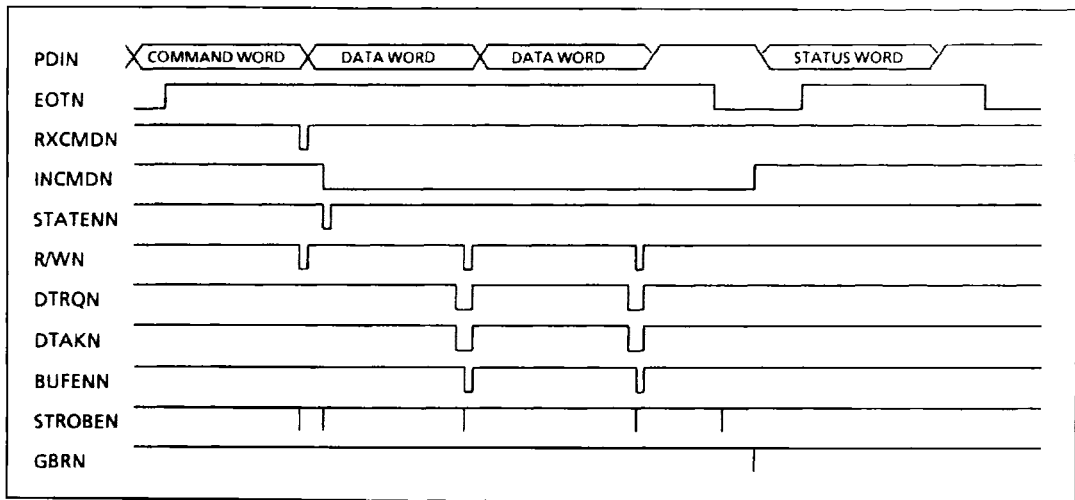 PDIN COMMAND WORD DATA WORD DATA WORD STATUS WORD
EOTN
RXCMDN
INCMDN
STATENN
R/WN
DTRQN
DTAKN
BUFENN
STROBEN
GBRN